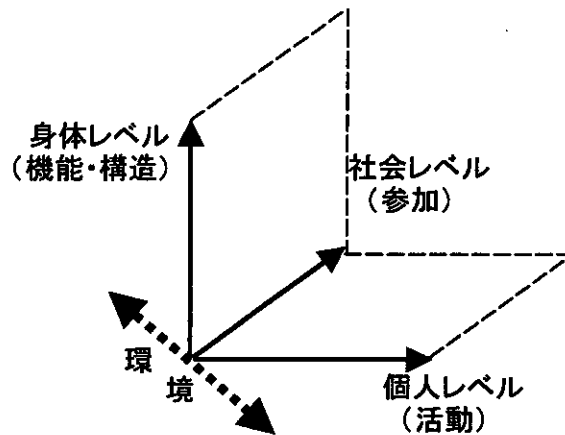 身体レベル
（機能・構造）
社会レベル
（参加）
環
境
個人レベル
（活動）